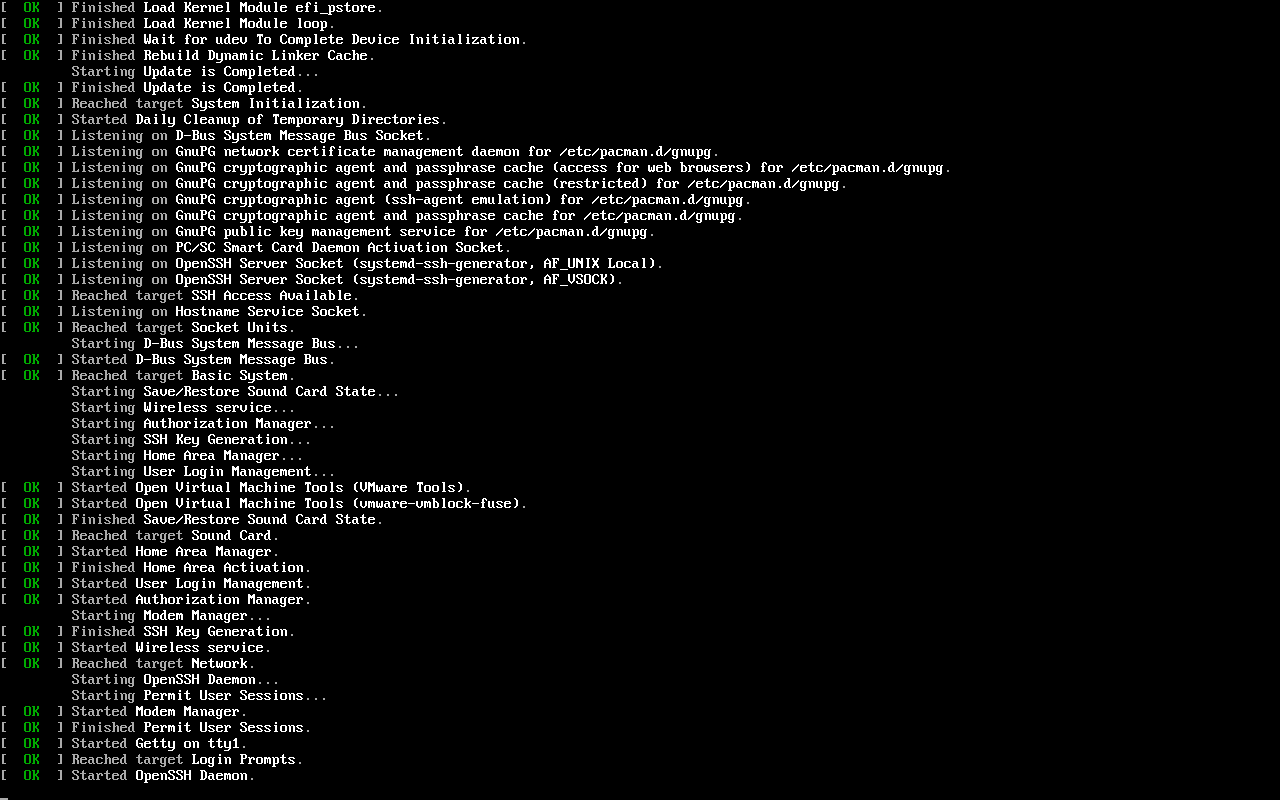 [  OK  ] Finished Load Kernel Module efi_pstore.
[  OK  ] Finished Load Kernel Module loop.
[  OK  ] Finished Wait for udev To Complete Device Initialization.
[  OK  ] Finished Rebuild Dynamic Linker Cache.
         Starting Update is Completed...
[  OK  ] Finished Update is Completed.
[  OK  ] Reached target System Initialization.
[  OK  ] Started Daily Cleanup of Temporary Directories.
[  OK  ] Listening on D-Bus System Message Bus Socket.
[  OK  ] Listening on GnuPG network certificate management daemon for /etc/pacman.d/gnupg.
[  OK  ] Listening on GnuPG cryptographic agent and passphrase cache (access for web browsers) for /etc/pacman.d/gnupg.
[  OK  ] Listening on GnuPG cryptographic agent and passphrase cache (restricted) for /etc/pacman.d/gnupg.
[  OK  ] Listening on GnuPG cryptographic agent (ssh-agent emulation) for /etc/pacman.d/gnupg.
[  OK  ] Listening on GnuPG cryptographic agent and passphrase cache for /etc/pacman.d/gnupg.
[  OK  ] Listening on GnuPG public key management service for /etc/pacman.d/gnupg.
[  OK  ] Listening on PC/SC Smart Card Daemon Activation Socket.
[  OK  ] Listening on OpenSSH Server Socket (systemd-ssh-generator, AF_UNIX Local).
[  OK  ] Listening on OpenSSH Server Socket (systemd-ssh-generator, AF_VSOCK).
[  OK  ] Reached target SSH Access Available.
[  OK  ] Listening on Hostname Service Socket.
[  OK  ] Reached target Socket Units.
         Starting D-Bus System Message Bus...
[  OK  ] Started D-Bus System Message Bus.
[  OK  ] Reached target Basic System.
         Starting Save/Restore Sound Card State...
         Starting Wireless service...
         Starting Authorization Manager...
         Starting SSH Key Generation...
         Starting Home Area Manager...
         Starting User Login Management...
[  OK  ] Started Open Virtual Machine Tools (VMware Tools).
[  OK  ] Started Open Virtual Machine Tools (vmware-vmblock-fuse).
[  OK  ] Finished Save/Restore Sound Card State.
[  OK  ] Reached target Sound Card.
[  OK  ] Started Home Area Manager.
[  OK  ] Finished Home Area Activation.
[  OK  ] Started User Login Management.
[  OK  ] Started Authorization Manager.
         Starting Modem Manager...
[  OK  ] Finished SSH Key Generation.
[  OK  ] Started Wireless service.
[  OK  ] Reached target Network.
         Starting OpenSSH Daemon...
         Starting Permit User Sessions...
[  OK  ] Started Modem Manager.
[  OK  ] Finished Permit User Sessions.
[  OK  ] Started Getty on tty1.
[  OK  ] Reached target Login Prompts.
[  OK  ] Started OpenSSH Daemon.